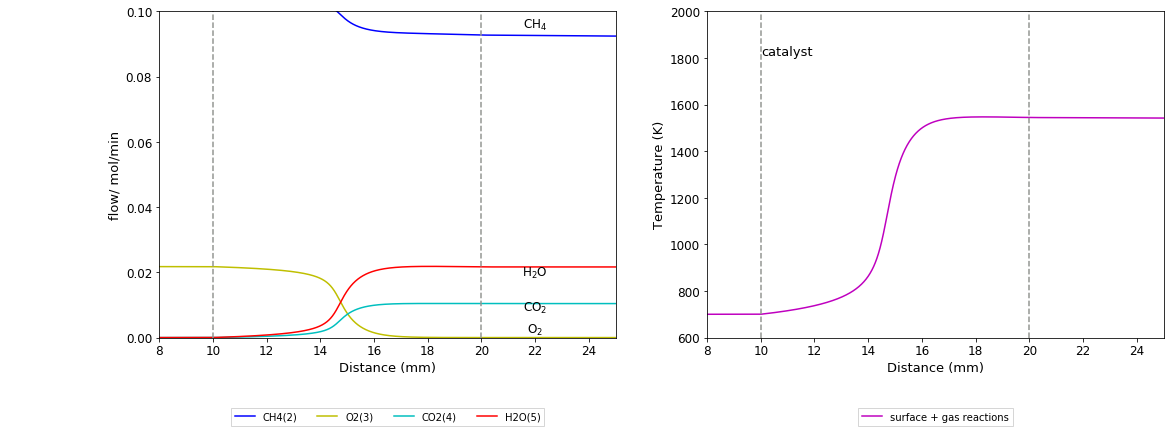 0.10
0.08
0.06
0.04
0.02
0.00
flow/ mol/min
CH₄
H₂O
CO₂
O₂
8 10 12 14 16 18 20 22 24
Distance (mm)
CH4(2) O2(3) CO2(4) H2O(5)
2000
1800
1600
1400
1200
1000
800
600
Temperature (K)
catalyst
8 10 12 14 16 18 20 22 24
Distance (mm)
surface + gas reactions